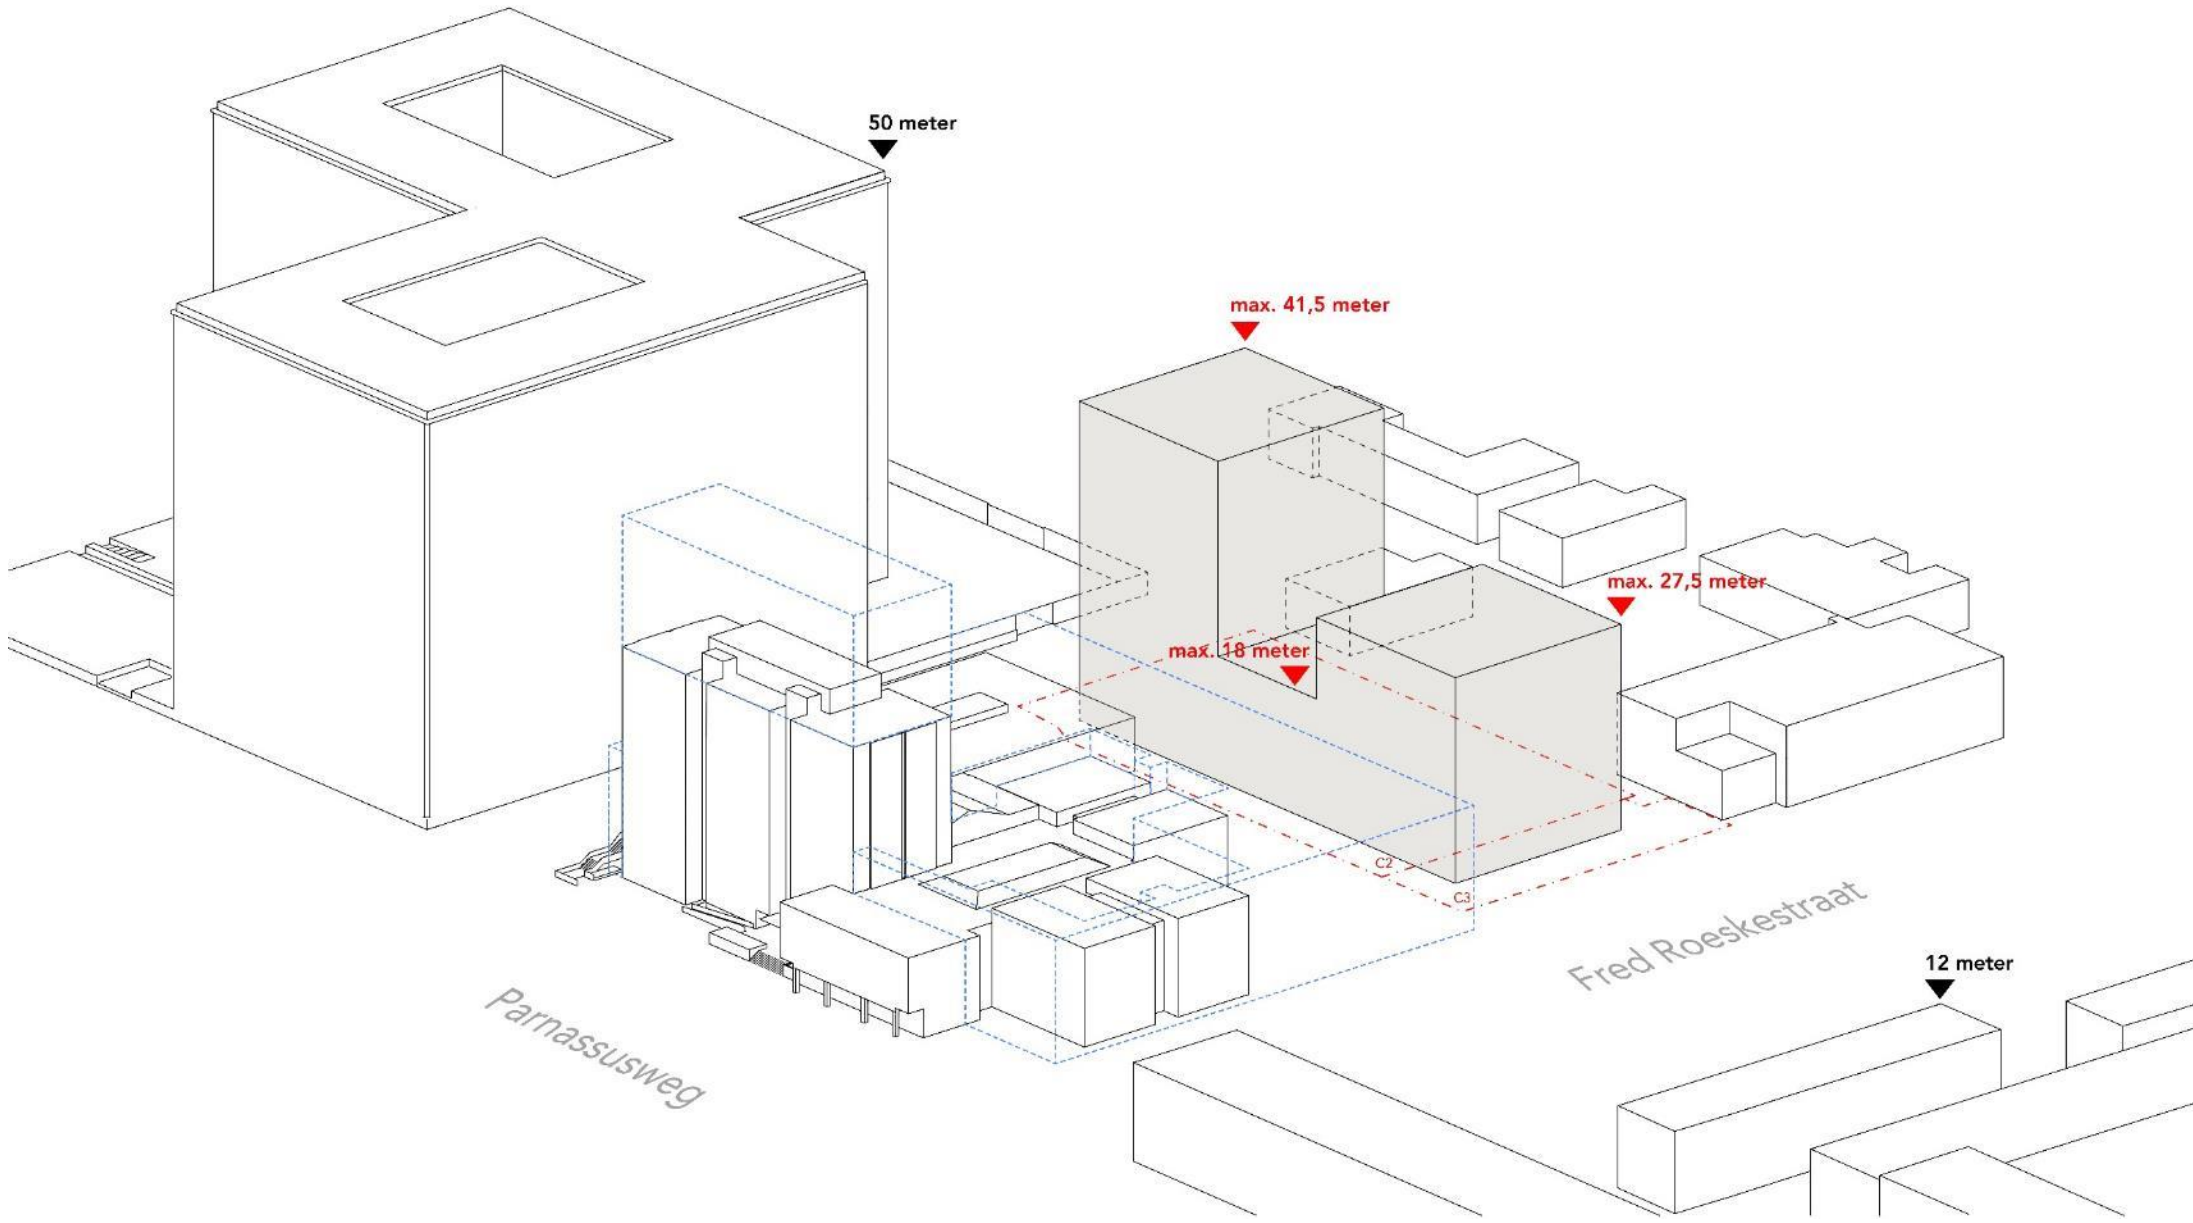 50 meter
max. 41,5 meter
max. 27,5 meter
max. 18 meter
C2
C3
Fred Roeskestraat
12 meter
Parnassusweg